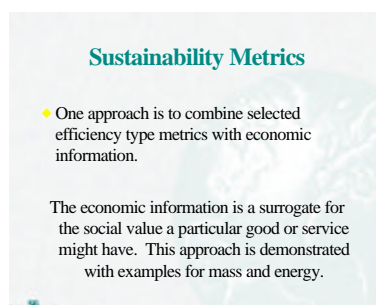 Sustainability Metrics
One approach is to combine selected
efficiency type metrics with economic
information.
The economic information is a surrogate for
the social value a particular good or service
might have. This approach is demonstrated
with examples for mass and energy.